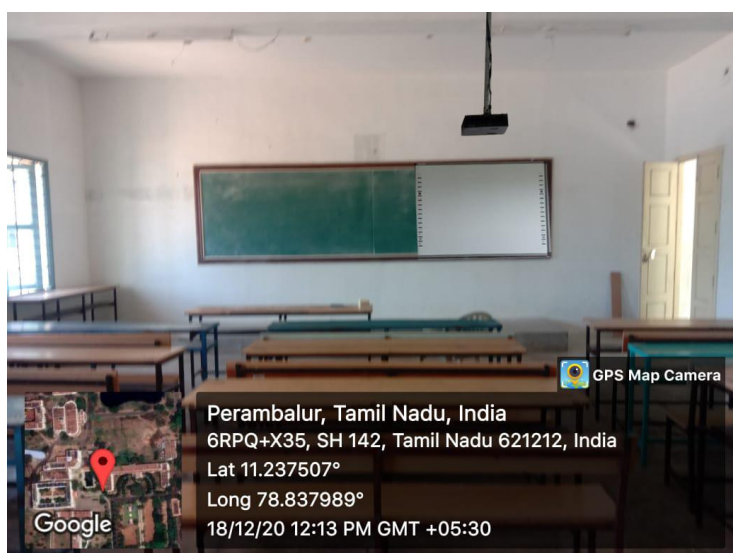 GPS Map Camera
Perambalur, Tamil Nadu, India
6RPQ+X35, SH 142, Tamil Nadu 621212, India
Lat 11.237507°
Long 78.837989°
18/12/20 12:13 PM GMT +05:30
Google